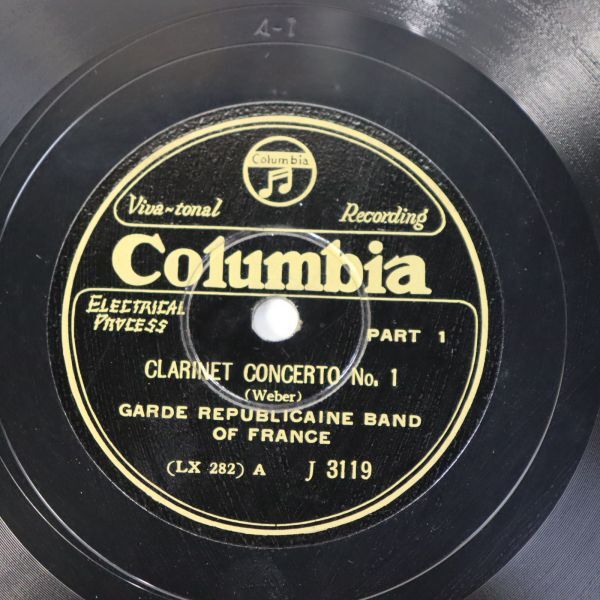 A-1
Columbia
Viva-tonal Recording
Columbia
ELECTRICAL
PROCESS
PART 1
CLARINET CONCERTO No. 1
(Weber)
GARDE REPUBLICAINE BAND
OF FRANCE
(LX 282) A J 3119